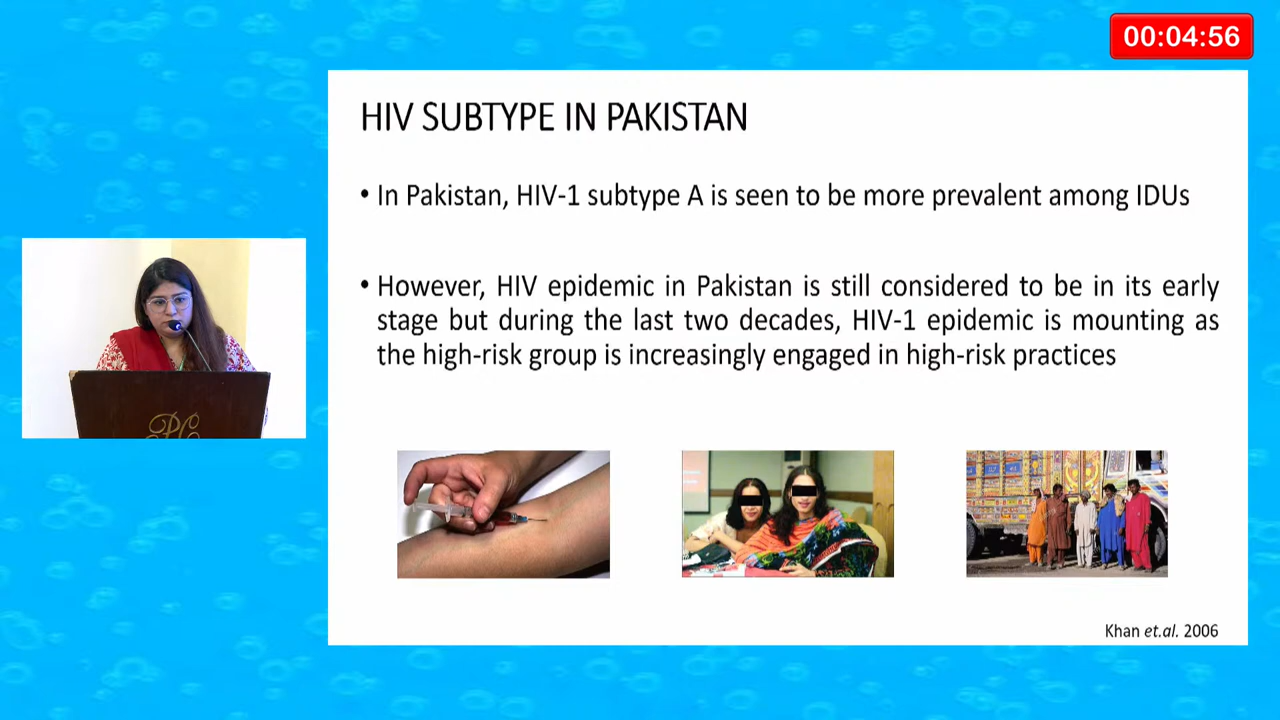 00:04:56
HIV SUBTYPE IN PAKISTAN
• In Pakistan, HIV-1 subtype A is seen to be more prevalent among IDUs
• However, HIV epidemic in Pakistan is still considered to be in its early
stage but during the last two decades, HIV-1 epidemic is mounting as
the high-risk group is increasingly engaged in high-risk practices
PC
Khan et.al. 2006